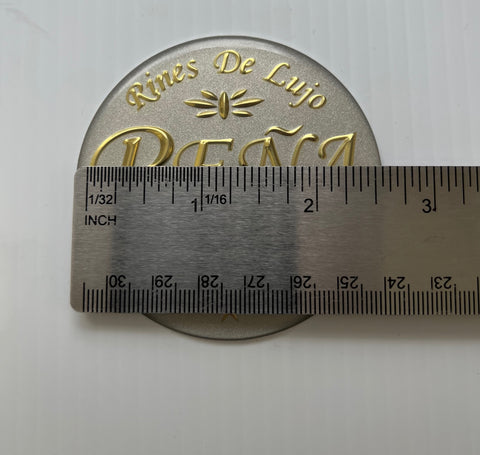 Rines De Lujo
PEÑA
1/32 1 1/16 2 3
INCH
30 29 28 27 26 25 24 23